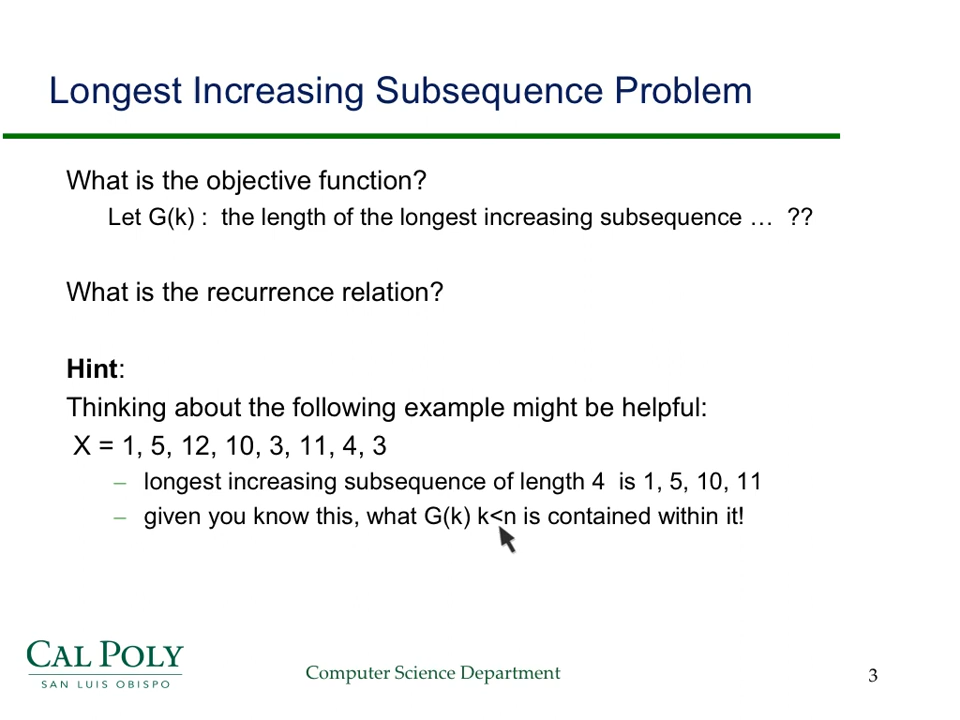 Longest Increasing Subsequence Problem
What is the objective function?
Let G(k) : the length of the longest increasing subsequence … ??
What is the recurrence relation?
Hint:
Thinking about the following example might be helpful:
X = 1, 5, 12, 10, 3, 11, 4, 3
– longest increasing subsequence of length 4 is 1, 5, 10, 11
– given you know this, what G(k) k<n is contained within it!
CAL POLY
SAN LUIS OBISPO
Computer Science Department
3